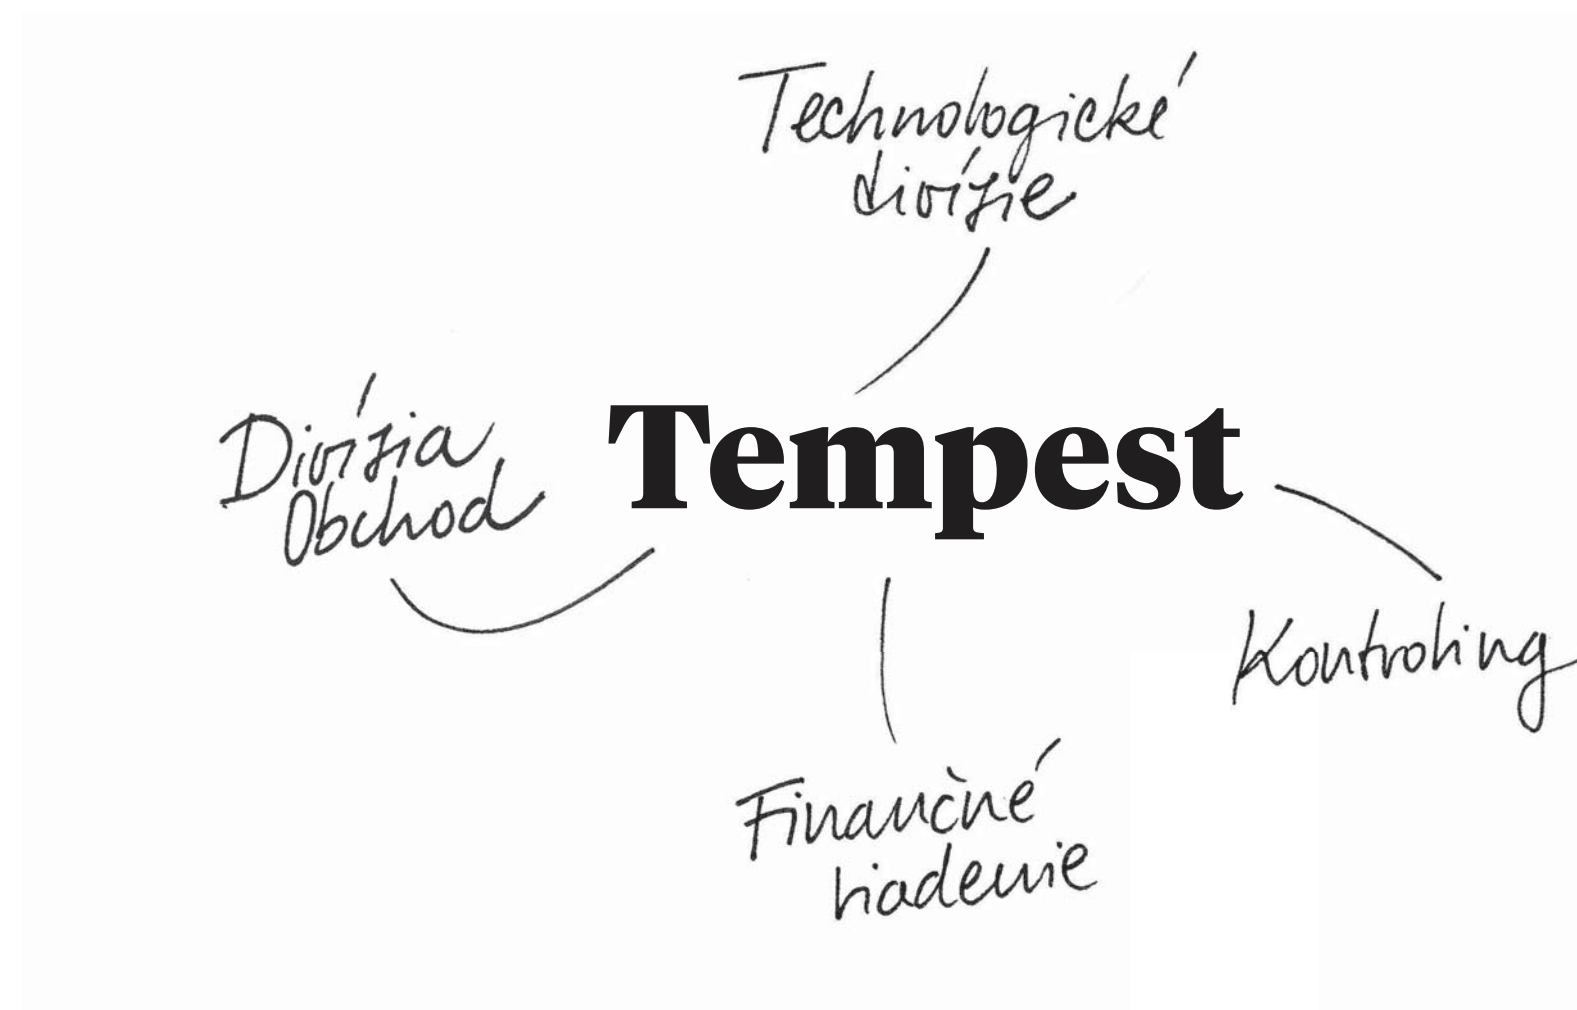 Technologické
divízie
Divízia
Obchod
Tempest
Kontroling
Finančné
riadenie